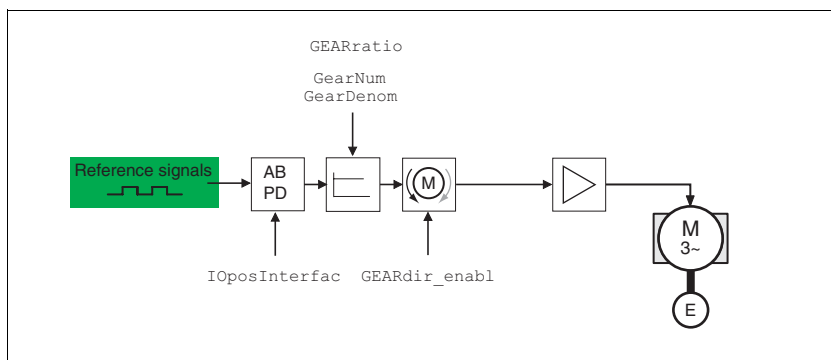 GEARratio
GearNum
GearDenom
Reference signals
AB
PD
M
M
3~
E
IOposInterfac
GEARdir_enabl